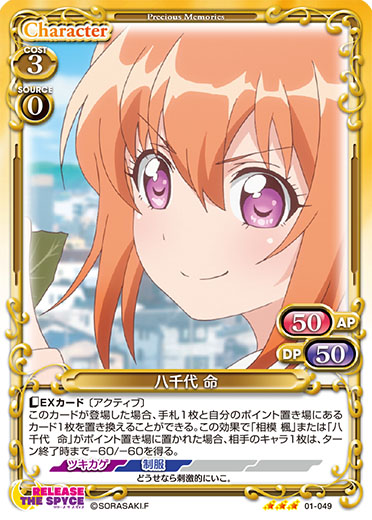 Precious Memories
Character
COST
3
SOURCE
0
50 AP
DP 50
八千代 命
EXカード〔アクティブ〕
このカードが登場した場合、手札1枚と自分のポイント置き場にある
カード1枚を置き換えることができる。この効果で「相模 楓」または「八
千代 命」がポイント置き場に置かれた場合、相手のキャラ1枚は、ター
ン終了時まで-60/-60を得る。
ツキカゲ 制服
どうせなら刺激的にいこ。
RELEASE
THE SPYCE
©SORASAKI.F
★★★ 01-049